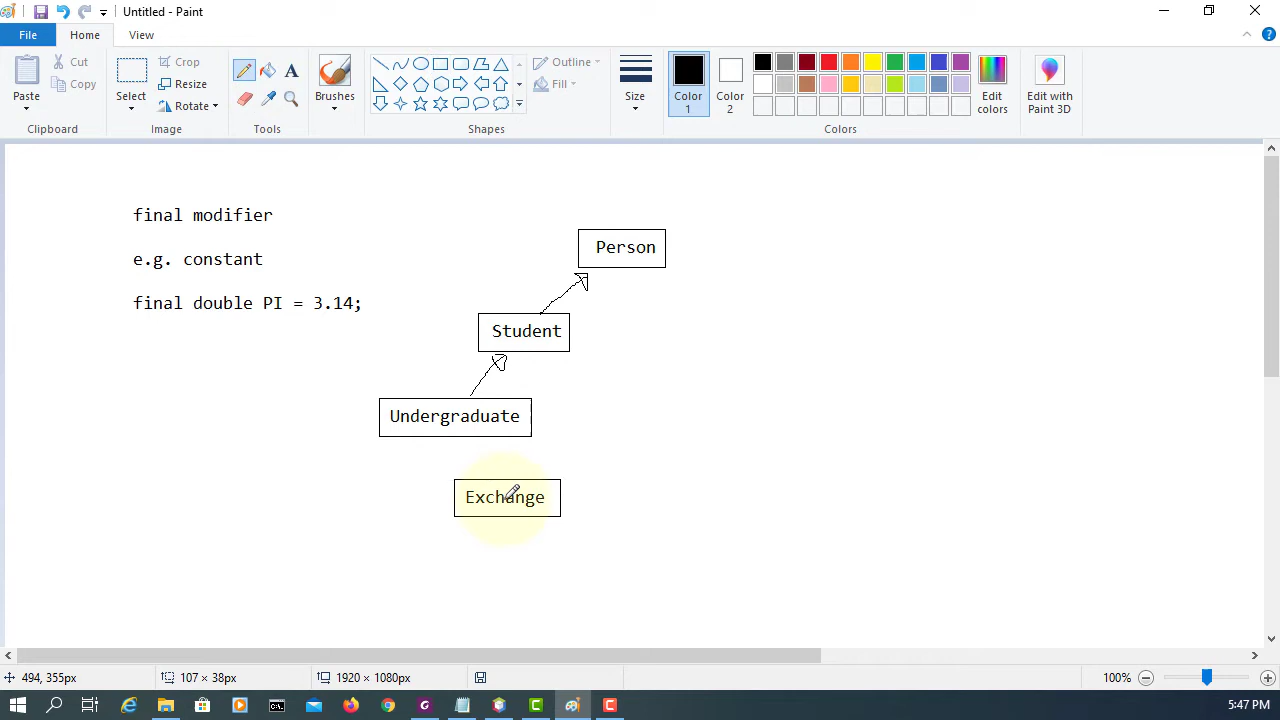 Untitled - Paint
File
Home
View
Paste
Cut
Copy
Clipboard
Select
Crop
Resize
Rotate
Image
Tools
Brushes
Outline
Fill
Shapes
Size
Color 1
Color 2
Edit colors
Colors
Edit with Paint 3D
A
final modifier
e.g. constant
final double PI = 3.14;
Person
Student
Undergraduate
Exchange
494, 355px
107 × 38px
1920 × 1080px
100%
5:47 PM